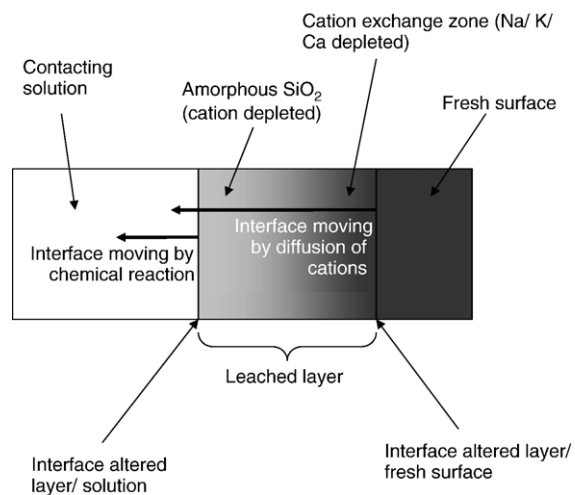 Cation exchange zone (Na/ K/
Ca depleted)
Contacting
solution
Amorphous SiO₂
(cation depleted)
Fresh surface
Interface moving by
chemical reaction
Interface moving
by diffusion of
cations
Leached layer
Interface altered
layer/ solution
Interface altered layer/
fresh surface